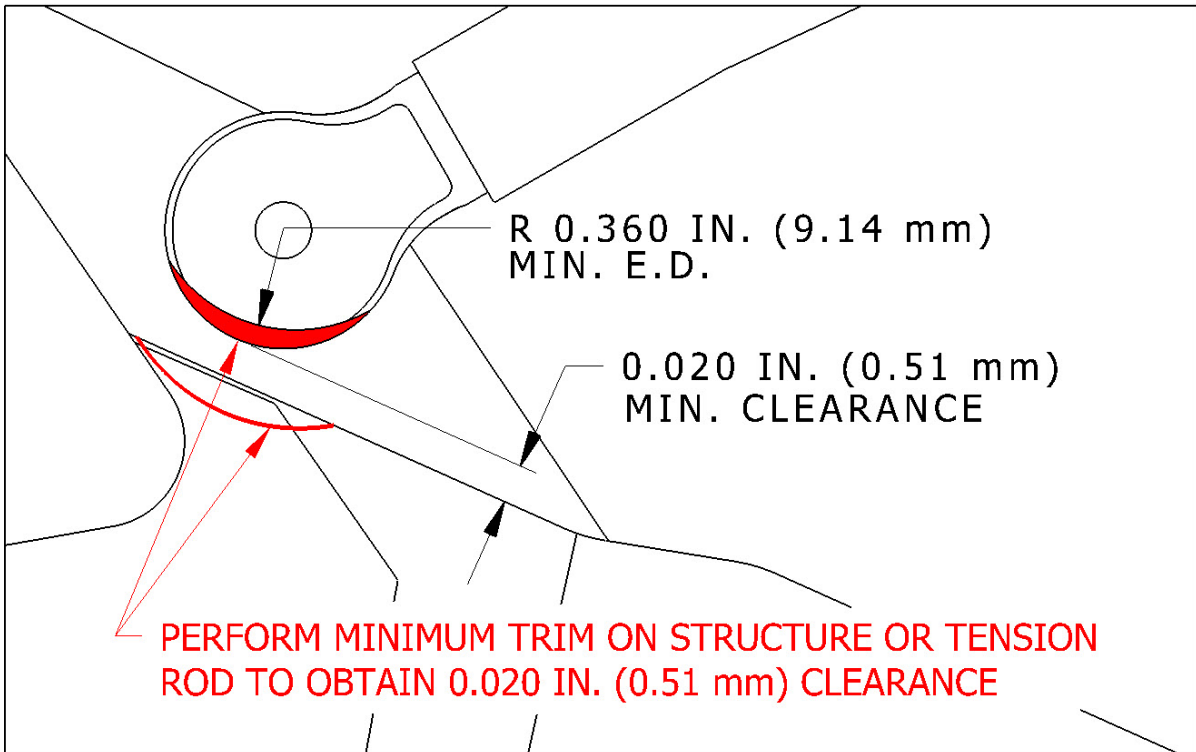 R 0.360 IN. (9.14 mm)
MIN. E.D.
0.020 IN. (0.51 mm)
MIN. CLEARANCE
PERFORM MINIMUM TRIM ON STRUCTURE OR TENSION
ROD TO OBTAIN 0.020 IN. (0.51 mm) CLEARANCE